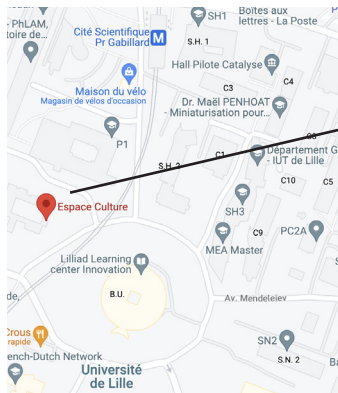 SH1
Boîtes aux
lettres - La Poste
- PhLAM,
toire de...
Cité Scientifique
Pr Gabillard
M
S.H. 1
Hall Pilote Catalyse
C4
C3
Maison du vélo
Magasin de vélos d'occasion
Dr. Maël PENHOAT
- Miniaturisation pour...
P1
C1
Département G
- IUT de Lille
S.H. 2
C10
C5
SH3
Espace Culture
C9
PC2A
MEA Master
Lilliad Learning
center Innovation
B.U.
Av. Mendeleiev
de,
Crous
rapide
SN2
ench-Dutch Network
S.N. 2
Ba
Université
de Lille